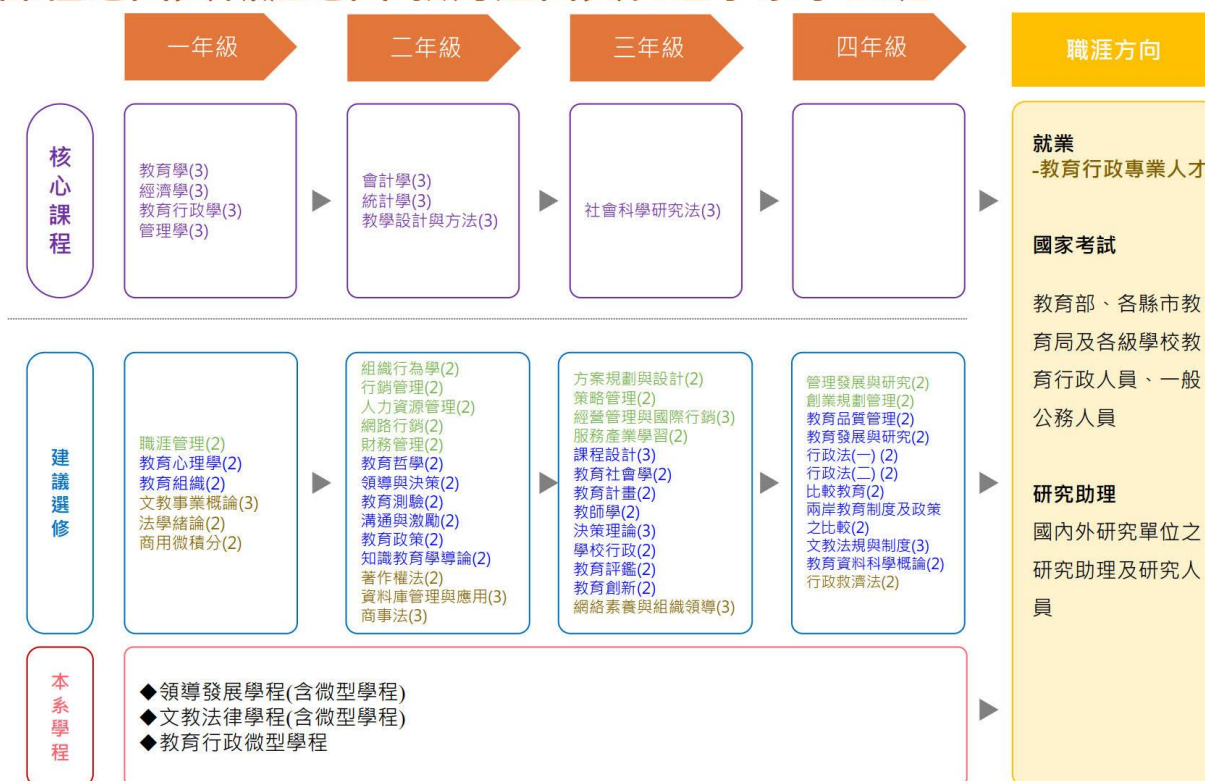 一年級
二年級
三年級
四年級
職涯方向
核心課程
教育學(3)
經濟學(3)
教育行政學(3)
管理學(3)
會計學(3)
統計學(3)
教學設計與方法(3)
社會科學研究法(3)
建議選修
職涯管理(2)
教育心理學(2)
教育組織(2)
文教事業概論(3)
法學緒論(2)
商用微積分(2)
組織行為學(2)
行銷管理(2)
人力資源管理(2)
網路行銷(2)
財務管理(2)
教育哲學(2)
領導與決策(2)
教育測驗(2)
溝通與激勵(2)
教育政策(2)
知識教育學導論(2)
著作權法(2)
資料庫管理與應用(3)
商事法(3)
方案規劃與設計(2)
策略管理(2)
經營管理與國際行銷(3)
服務產業學習(2)
課程設計(3)
教育社會學(2)
教育計畫(2)
教師學(2)
決策理論(3)
學校行政(2)
教育評鑑(2)
教育創新(2)
網絡素養與組織領導(3)
管理發展與研究(2)
創業規劃管理(2)
教育品質管理(2)
教育發展與研究(2)
行政法(一) (2)
行政法(二) (2)
比較教育(2)
兩岸教育制度及政策
之比較(2)
文教法規與制度(3)
教育資料科學概論(2)
行政救濟法(2)
本系學程
◆領導發展學程(含微型學程)
◆文教法律學程(含微型學程)
◆教育行政微型學程
就業
-教育行政專業人才
國家考試
教育部、各縣市教
育局及各級學校教
育行政人員、一般
公務人員
研究助理
國內外研究單位之
研究助理及研究人
員